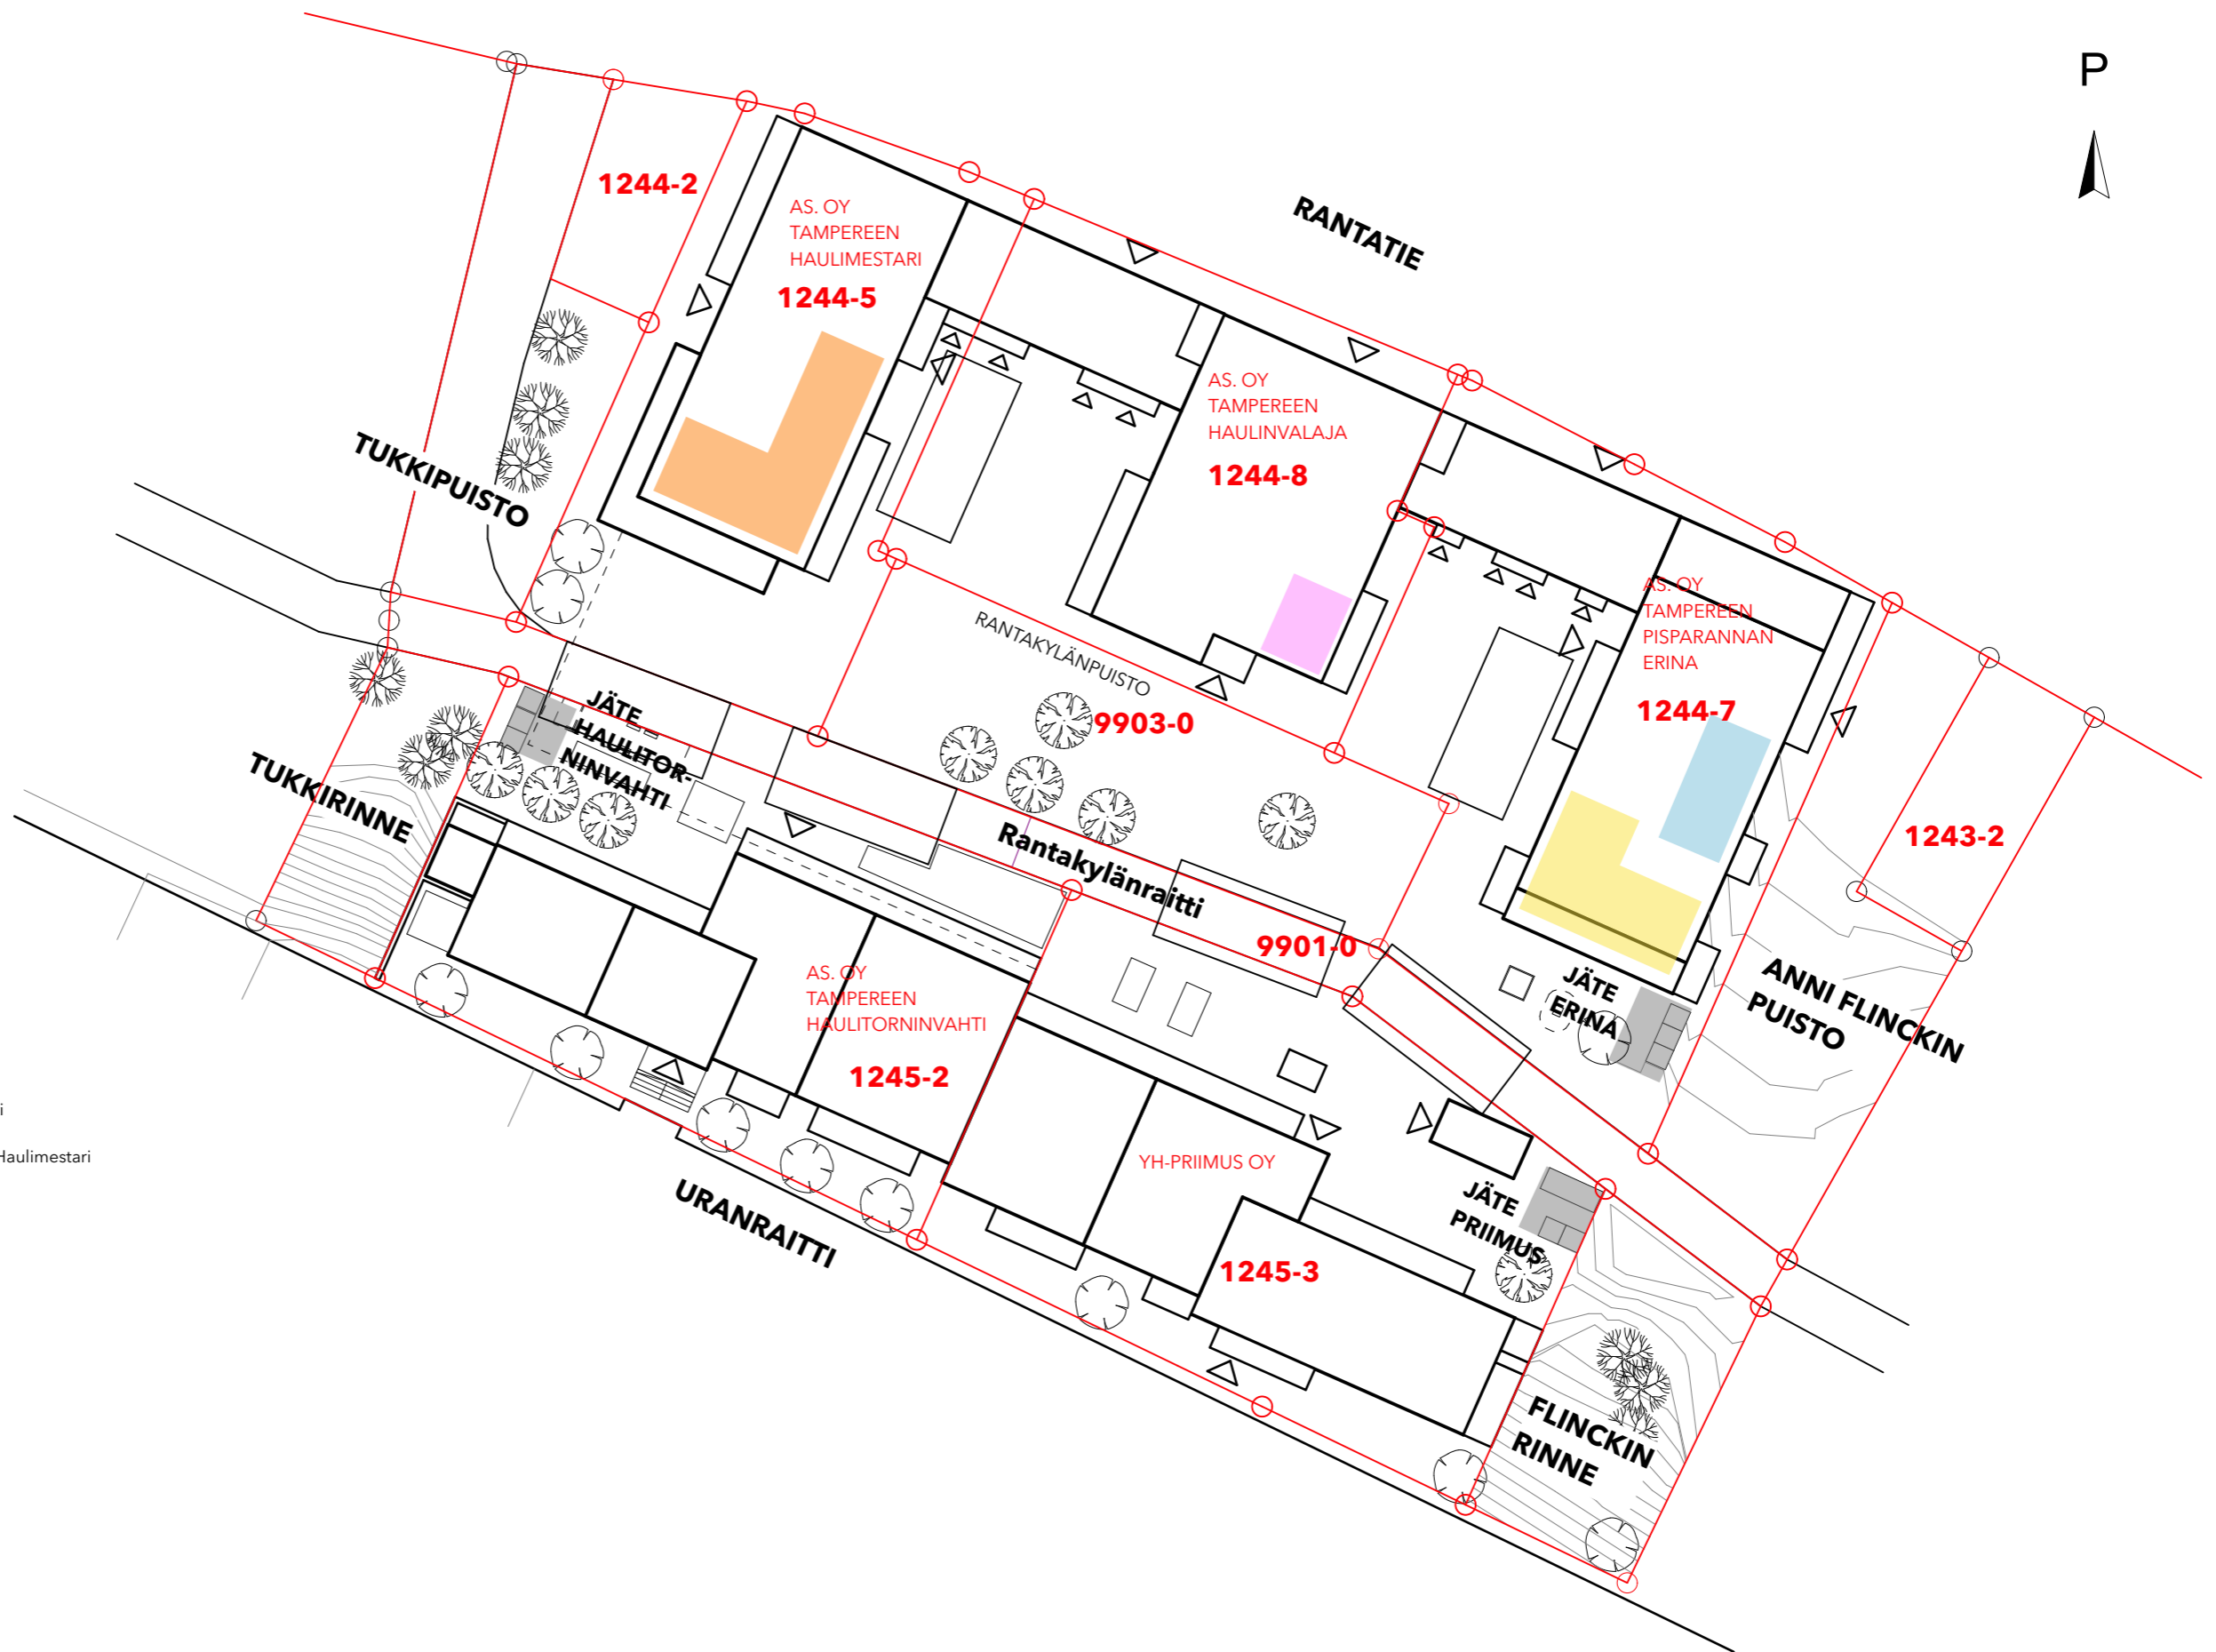 P
1244-2
AS. OY
TAMPEREEN
HAULIMESTARI
1244-5
RANTATIE
AS. OY
TAMPEREEN
HAULINVALAJA
1244-8
TUKKIPUISTO
AS. OY
TAMPEREEN
PISPARANNAN
ERINA
1244-7
RANTAKYLÄNPUISTO
9903-0
JÄTE
HAULITOR-
NINVAHTI
TUKKIRINNE
Rantakylänraitti
9901-0
1243-2
JÄTE
ERINA
ANNI FLINCKIN
PUISTO
AS. OY
TAMPEREEN
HAULITORNINVAHTI
1245-2
i
Haulimestari
YH-PRIIMUS OY
JÄTE
PRIIMUS
URANRAITTI
1245-3
FLINCKIN
RINNE